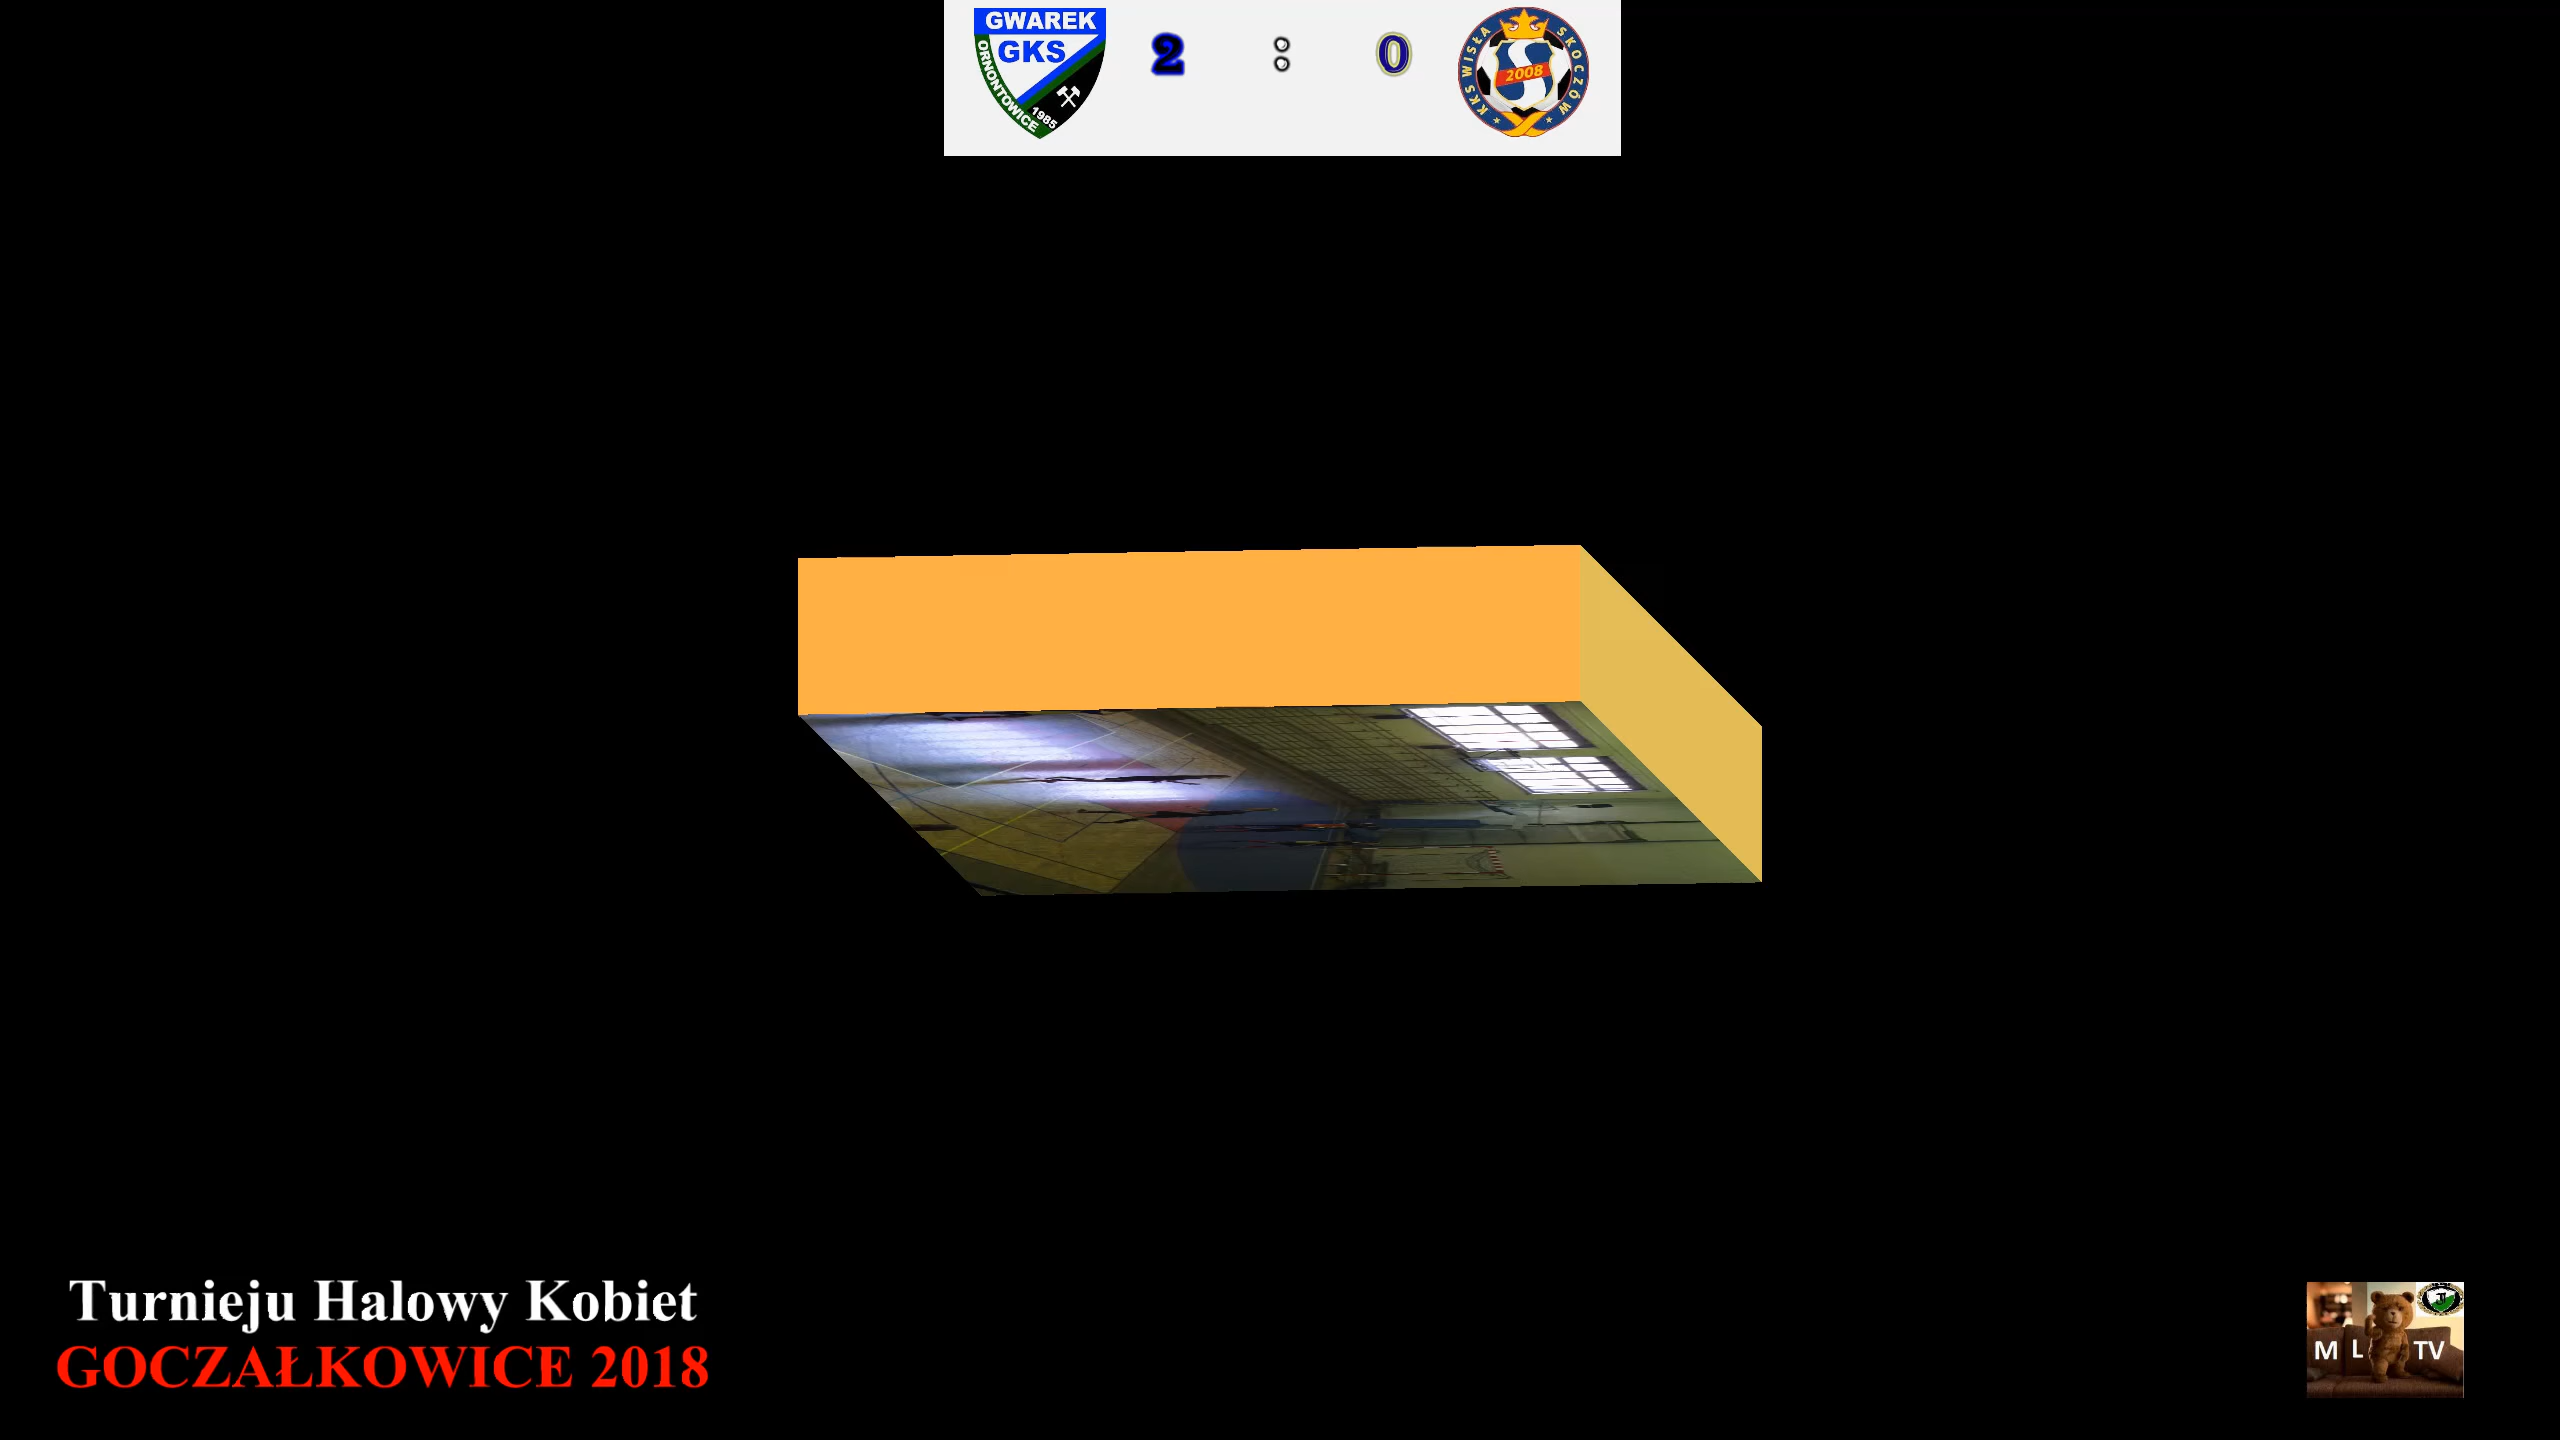 GWAREK
GKS
ORNONTOWICE
1985
2 : 0
KKS WISŁA SKOCZÓW
2008
Turnieju Halowy Kobiet
GOCZAŁKOWICE 2018
M L TV